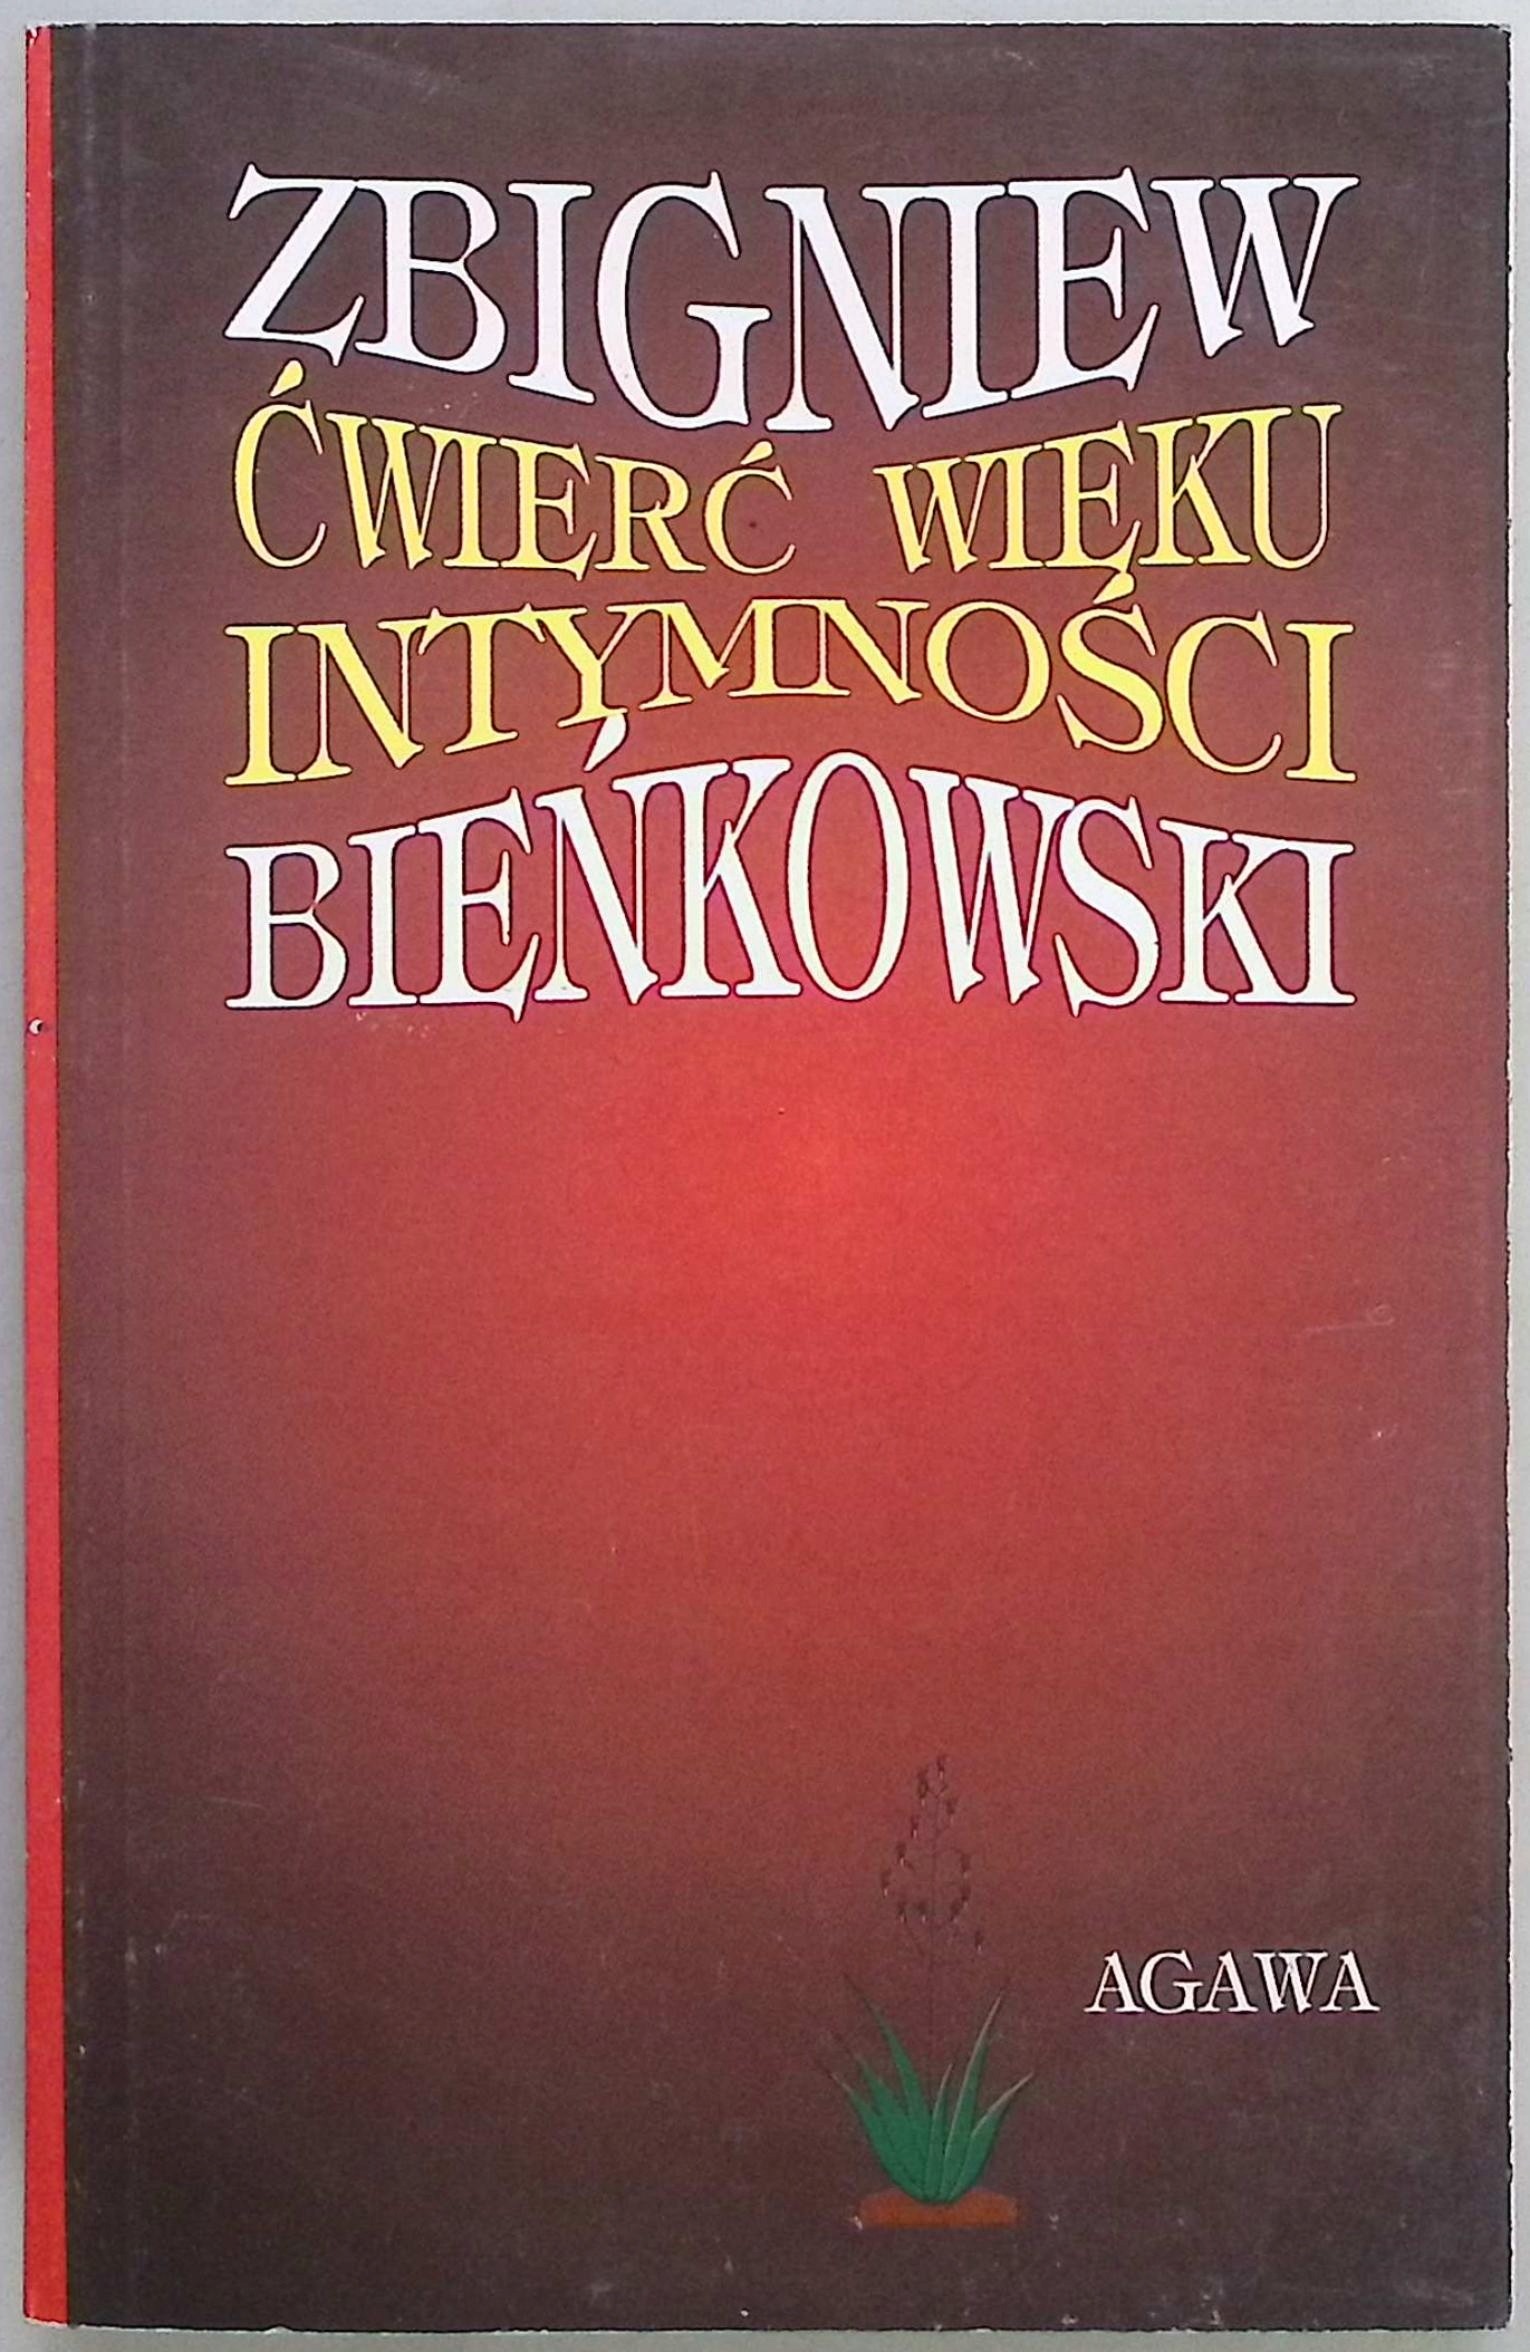 ZBIGNIEW
ĆWIERĆ WIEKU
INTYMNOŚCI
BIEŃKOWSKI
AGAWA